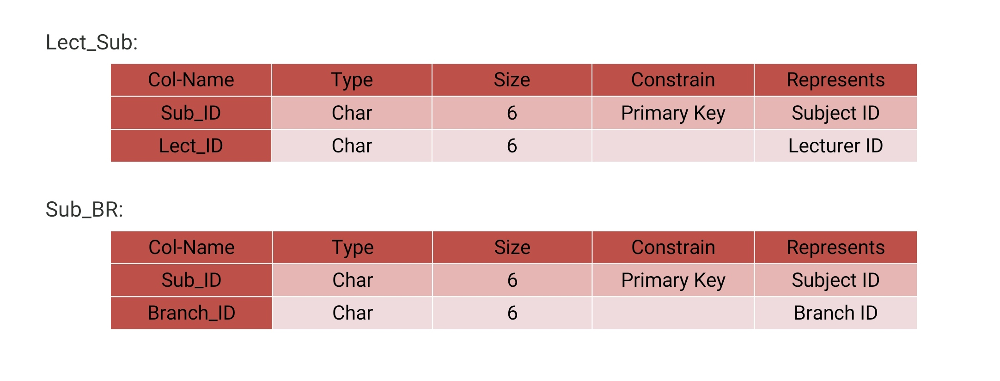 Lect_Sub:
Col-Name Type Size Constrain Represents
Sub_ID Char 6 Primary Key Subject ID
Lect_ID Char 6 Lecturer ID
Sub_BR:
Col-Name Type Size Constrain Represents
Sub_ID Char 6 Primary Key Subject ID
Branch_ID Char 6 Branch ID